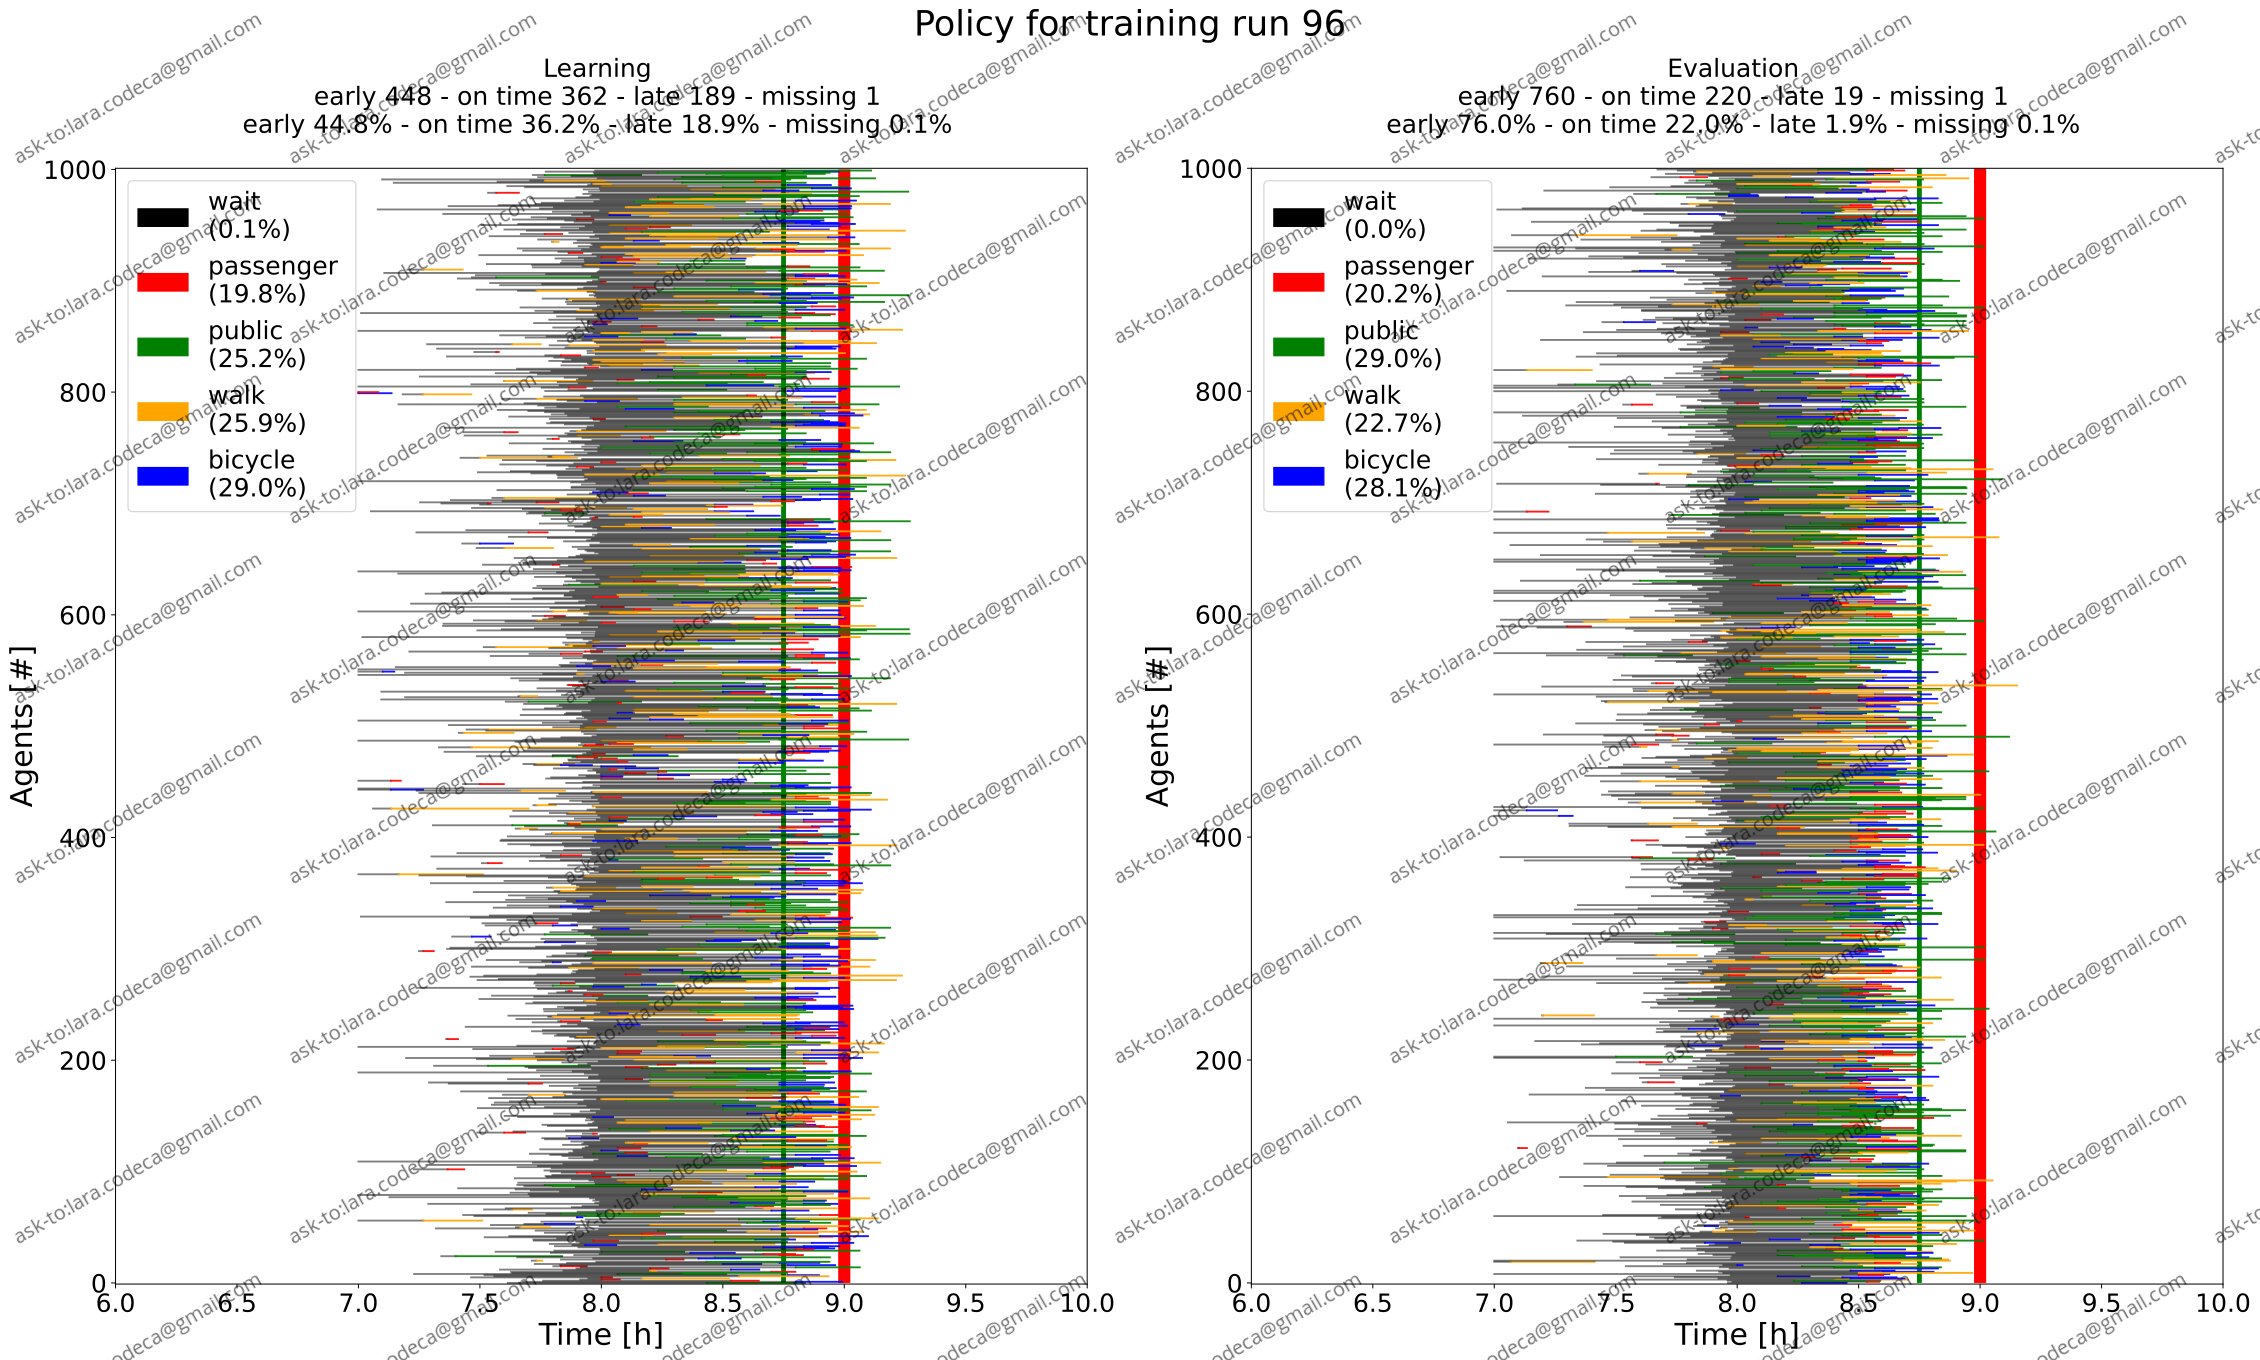 Policy for training run 96
Learning
early 448 - on time 362 - late 189 - missing 1
early 44.8% - on time 36.2% - late 18.9% - missing 0.1%
1000
800
600
400
200
0
Agents [#]
wait
(0.1%)
passenger
(19.8%)
public
(25.2%)
walk
(25.9%)
bicycle
(29.0%)
6.0 6.5 7.0 7.5 8.0 8.5 9.0 9.5 10.0
Time [h]
Evaluation
early 760 - on time 220 - late 19 - missing 1
early 76.0% - on time 22.0% - late 1.9% - missing 0.1%
1000
800
600
400
200
0
Agents [#]
wait
(0.0%)
passenger
(20.2%)
public
(29.0%)
walk
(22.7%)
bicycle
(28.1%)
6.0 6.5 7.0 7.5 8.0 8.5 9.0 9.5 10.0
Time [h]
ask-to:lara.codeca@gmail.com